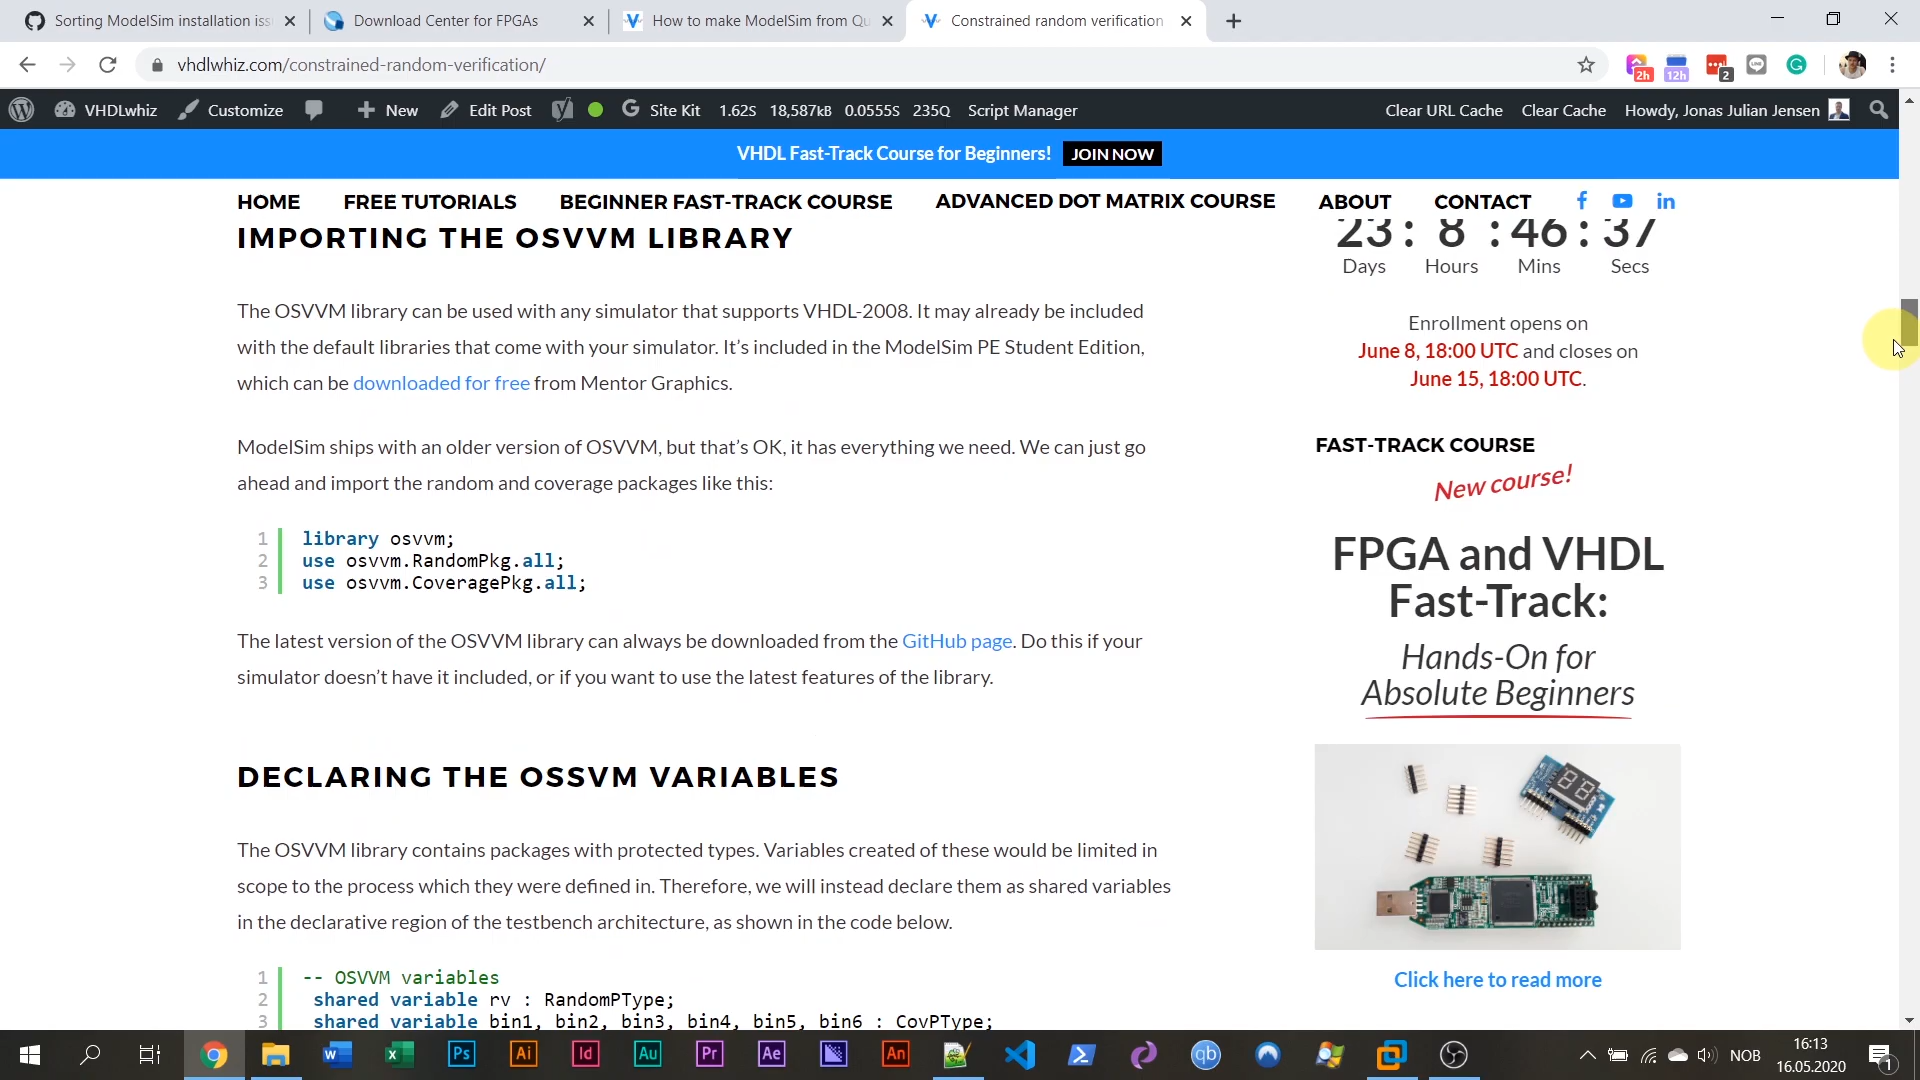 Sorting ModelSim installation iss
Download Center for FPGAs
How to make ModelSim from Qu
Constrained random verification
vhdlwhiz.com/constrained-random-verification/
2h
12h
2
VHDLwhiz
Customize
New
Edit Post
Site Kit
1.62S 18,587kB 0.0555S 235Q
Script Manager
Clear URL Cache
Clear Cache
Howdy, Jonas Julian Jensen
VHDL Fast-Track Course for Beginners! JOIN NOW
HOME FREE TUTORIALS BEGINNER FAST-TRACK COURSE ADVANCED DOT MATRIX COURSE ABOUT CONTACT
IMPORTING THE OSVVM LIBRARY
The OSVVM library can be used with any simulator that supports VHDL-2008. It may already be included
with the default libraries that come with your simulator. It's included in the ModelSim PE Student Edition,
which can be downloaded for free from Mentor Graphics.
ModelSim ships with an older version of OSVVM, but that's OK, it has everything we need. We can just go
ahead and import the random and coverage packages like this:
1 library osvvm;
2 use osvvm.RandomPkg.all;
3 use osvvm.CoveragePkg.all;
The latest version of the OSVVM library can always be downloaded from the GitHub page. Do this if your
simulator doesn't have it included, or if you want to use the latest features of the library.
DECLARING THE OSSVM VARIABLES
The OSVVM library contains packages with protected types. Variables created of these would be limited in
scope to the process which they were defined in. Therefore, we will instead declare them as shared variables
in the declarative region of the testbench architecture, as shown in the code below.
1 -- OSVVM variables
2 shared variable rv : RandomPType;
3 shared variable bin1, bin2, bin3, bin4, bin5, bin6 : CovPType;
23 : 8 : 46 : 37
Days Hours Mins Secs
Enrollment opens on
June 8, 18:00 UTC and closes on
June 15, 18:00 UTC.
FAST-TRACK COURSE
New course!
FPGA and VHDL
Fast-Track:
Hands-On for
Absolute Beginners
Click here to read more
Ps
Ai
Id
Au
Pr
Ae
An
qb
NOB
16:13
16.05.2020
1